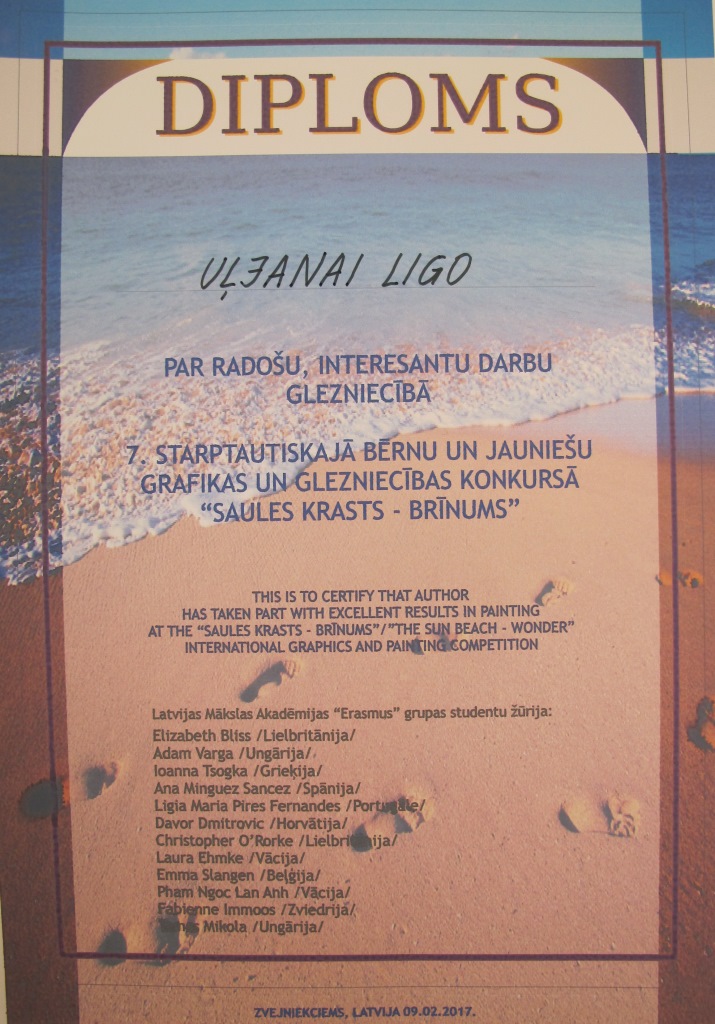 DIPLOMS
UĻJANAI LIGO
PAR RADOŠU, INTERESANTU DARBU
GLEZNIECĪBĀ
7. STARPTAUTISKAJĀ BĒRNU UN JAUNIEŠU
GRAFIKAS UN GLEZNIECĪBAS KONKURSĀ
“SAULES KRASTS - BRĪNUMS”
THIS IS TO CERTIFY THAT AUTHOR
HAS TAKEN PART WITH EXCELLENT RESULTS IN PAINTING
AT THE “SAULES KRASTS - BRĪNUMS”/”THE SUN BEACH - WONDER”
INTERNATIONAL GRAPHICS AND PAINTING COMPETITION
Latvijas Mākslas Akadēmijas “Erasmus” grupas studentu žūrija:
Elizabeth Bliss /Lielbritānija/
Adam Varga /Ungārija/
Ioanna Tsogka /Grieķija/
Ana Minguez Sancez /Spānija/
Ligia Maria Pires Fernandes /Portugāle/
Davor Dmitrovic /Horvātija/
Christopher O’Rorke /Lielbritānija/
Laura Ehmke /Vācija/
Emma Slangen /Beļģija/
Pham Ngoc Lan Anh /Vācija/
Fabienne Immoos /Zviedrija/
Mikola /Ungārija/
ZVEJNIEKCIEMS, LATVIJA 09.02.2017.